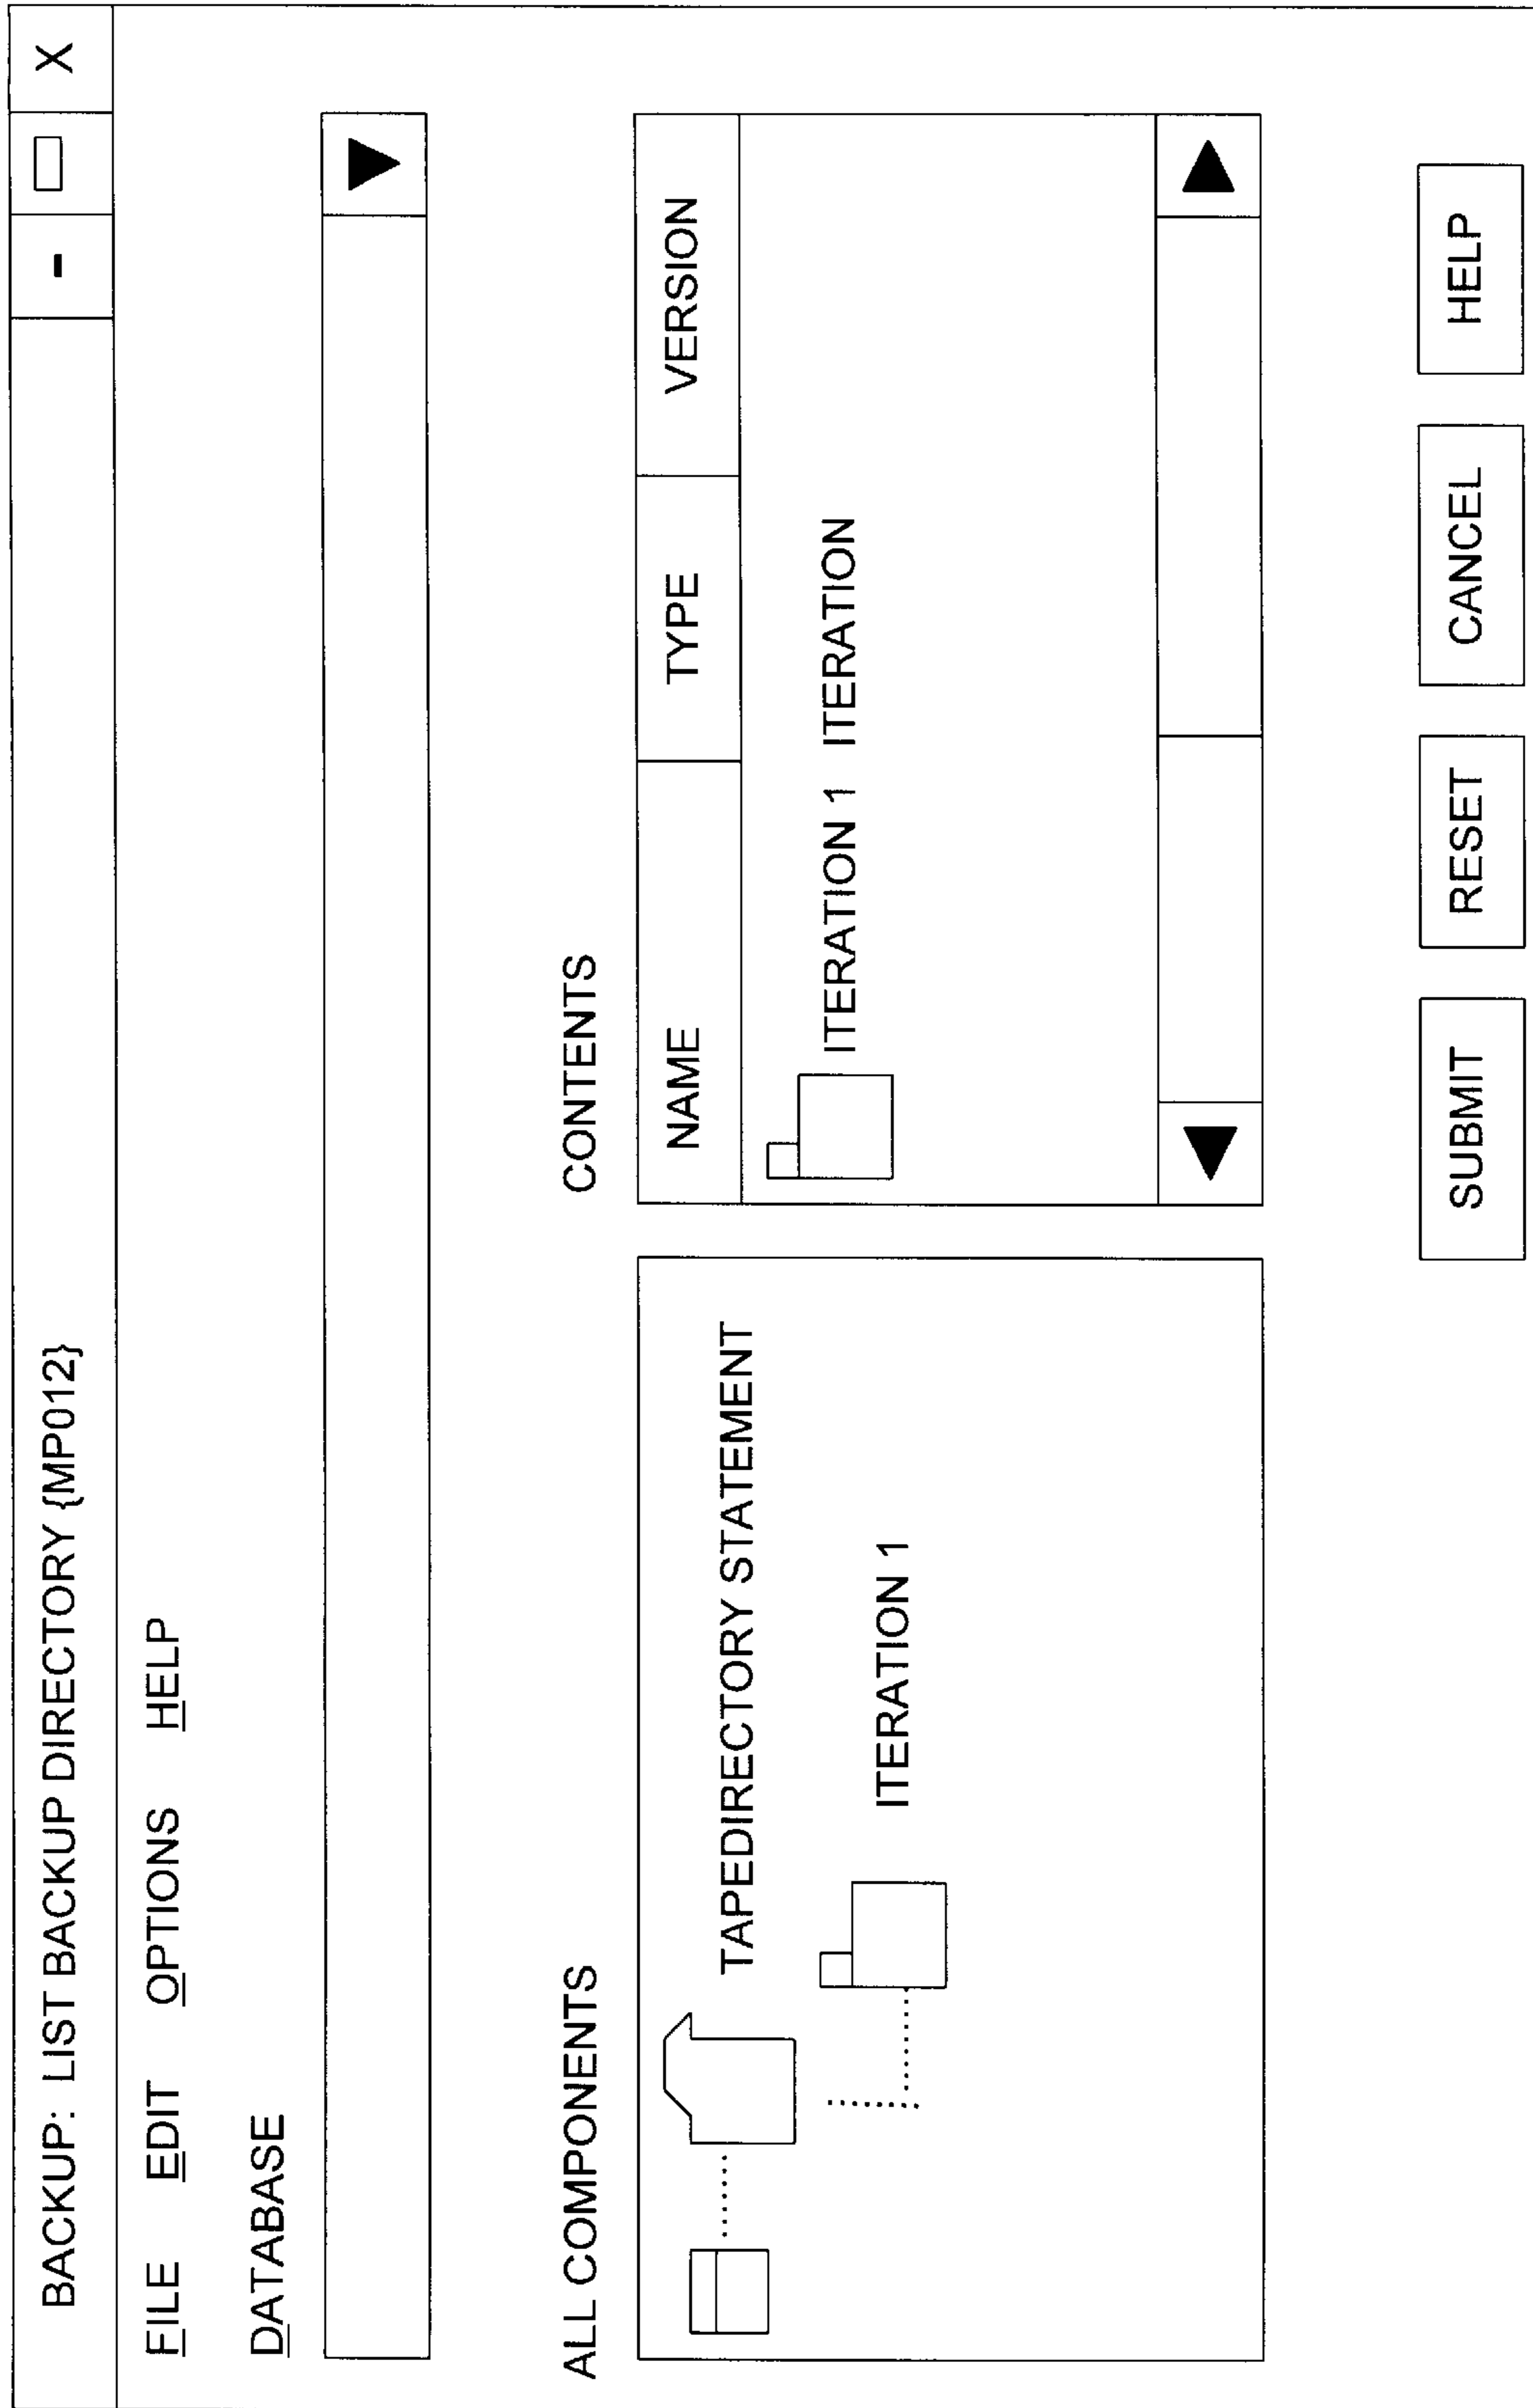 BACKUP: LIST BACKUP DIRECTORY {MP012} - X
FILE EDIT OPTIONS HELP
DATABASE
ALL COMPONENTS
TAPEDIRECTORY STATEMENT
ITERATION 1
CONTENTS
NAME TYPE VERSION
ITERATION 1 ITERATION
SUBMIT RESET CANCEL HELP